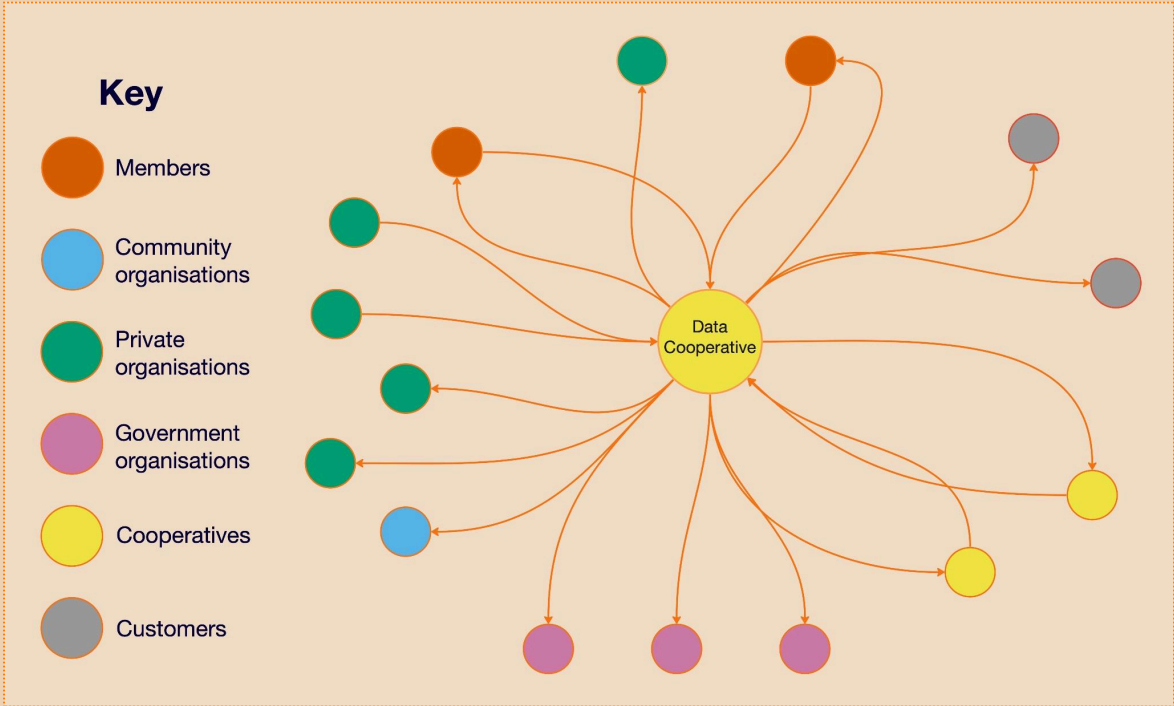 Key
Members
Community
organisations
Private
organisations
Government
organisations
Cooperatives
Customers
Data
Cooperative